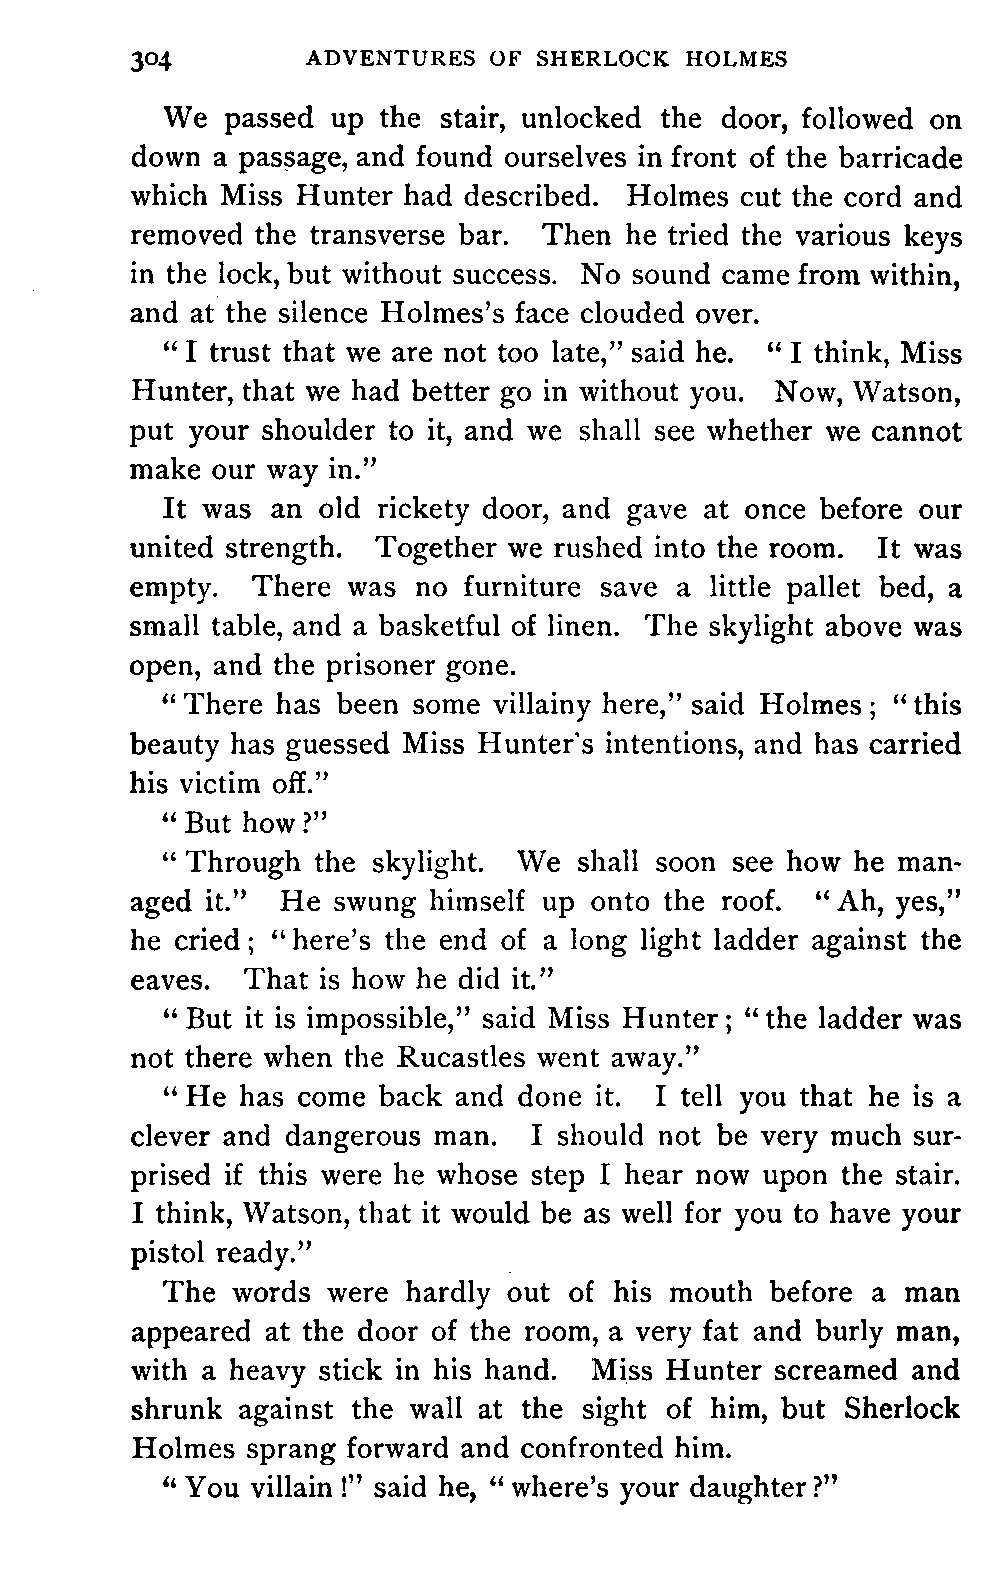 304 ADVENTURES OF SHERLOCK HOLMES
We passed up the stair, unlocked the door, followed on
down a passage, and found ourselves in front of the barricade
which Miss Hunter had described. Holmes cut the cord and
removed the transverse bar. Then he tried the various keys
in the lock, but without success. No sound came from within,
and at the silence Holmes's face clouded over.
“I trust that we are not too late,” said he. “I think, Miss
Hunter, that we had better go in without you. Now, Watson,
put your shoulder to it, and we shall see whether we cannot
make our way in.”
It was an old rickety door, and gave at once before our
united strength. Together we rushed into the room. It was
empty. There was no furniture save a little pallet bed, a
small table, and a basketful of linen. The skylight above was
open, and the prisoner gone.
“There has been some villainy here,” said Holmes; “this
beauty has guessed Miss Hunter's intentions, and has carried
his victim off.”
“But how?”
“Through the skylight. We shall soon see how he man-
aged it.” He swung himself up onto the roof. “Ah, yes,”
he cried; “here's the end of a long light ladder against the
eaves. That is how he did it.”
“But it is impossible,” said Miss Hunter; “the ladder was
not there when the Rucastles went away.”
“He has come back and done it. I tell you that he is a
clever and dangerous man. I should not be very much sur-
prised if this were he whose step I hear now upon the stair.
I think, Watson, that it would be as well for you to have your
pistol ready.”
The words were hardly out of his mouth before a man
appeared at the door of the room, a very fat and burly man,
with a heavy stick in his hand. Miss Hunter screamed and
shrunk against the wall at the sight of him, but Sherlock
Holmes sprang forward and confronted him.
“You villain!” said he, “where's your daughter?”